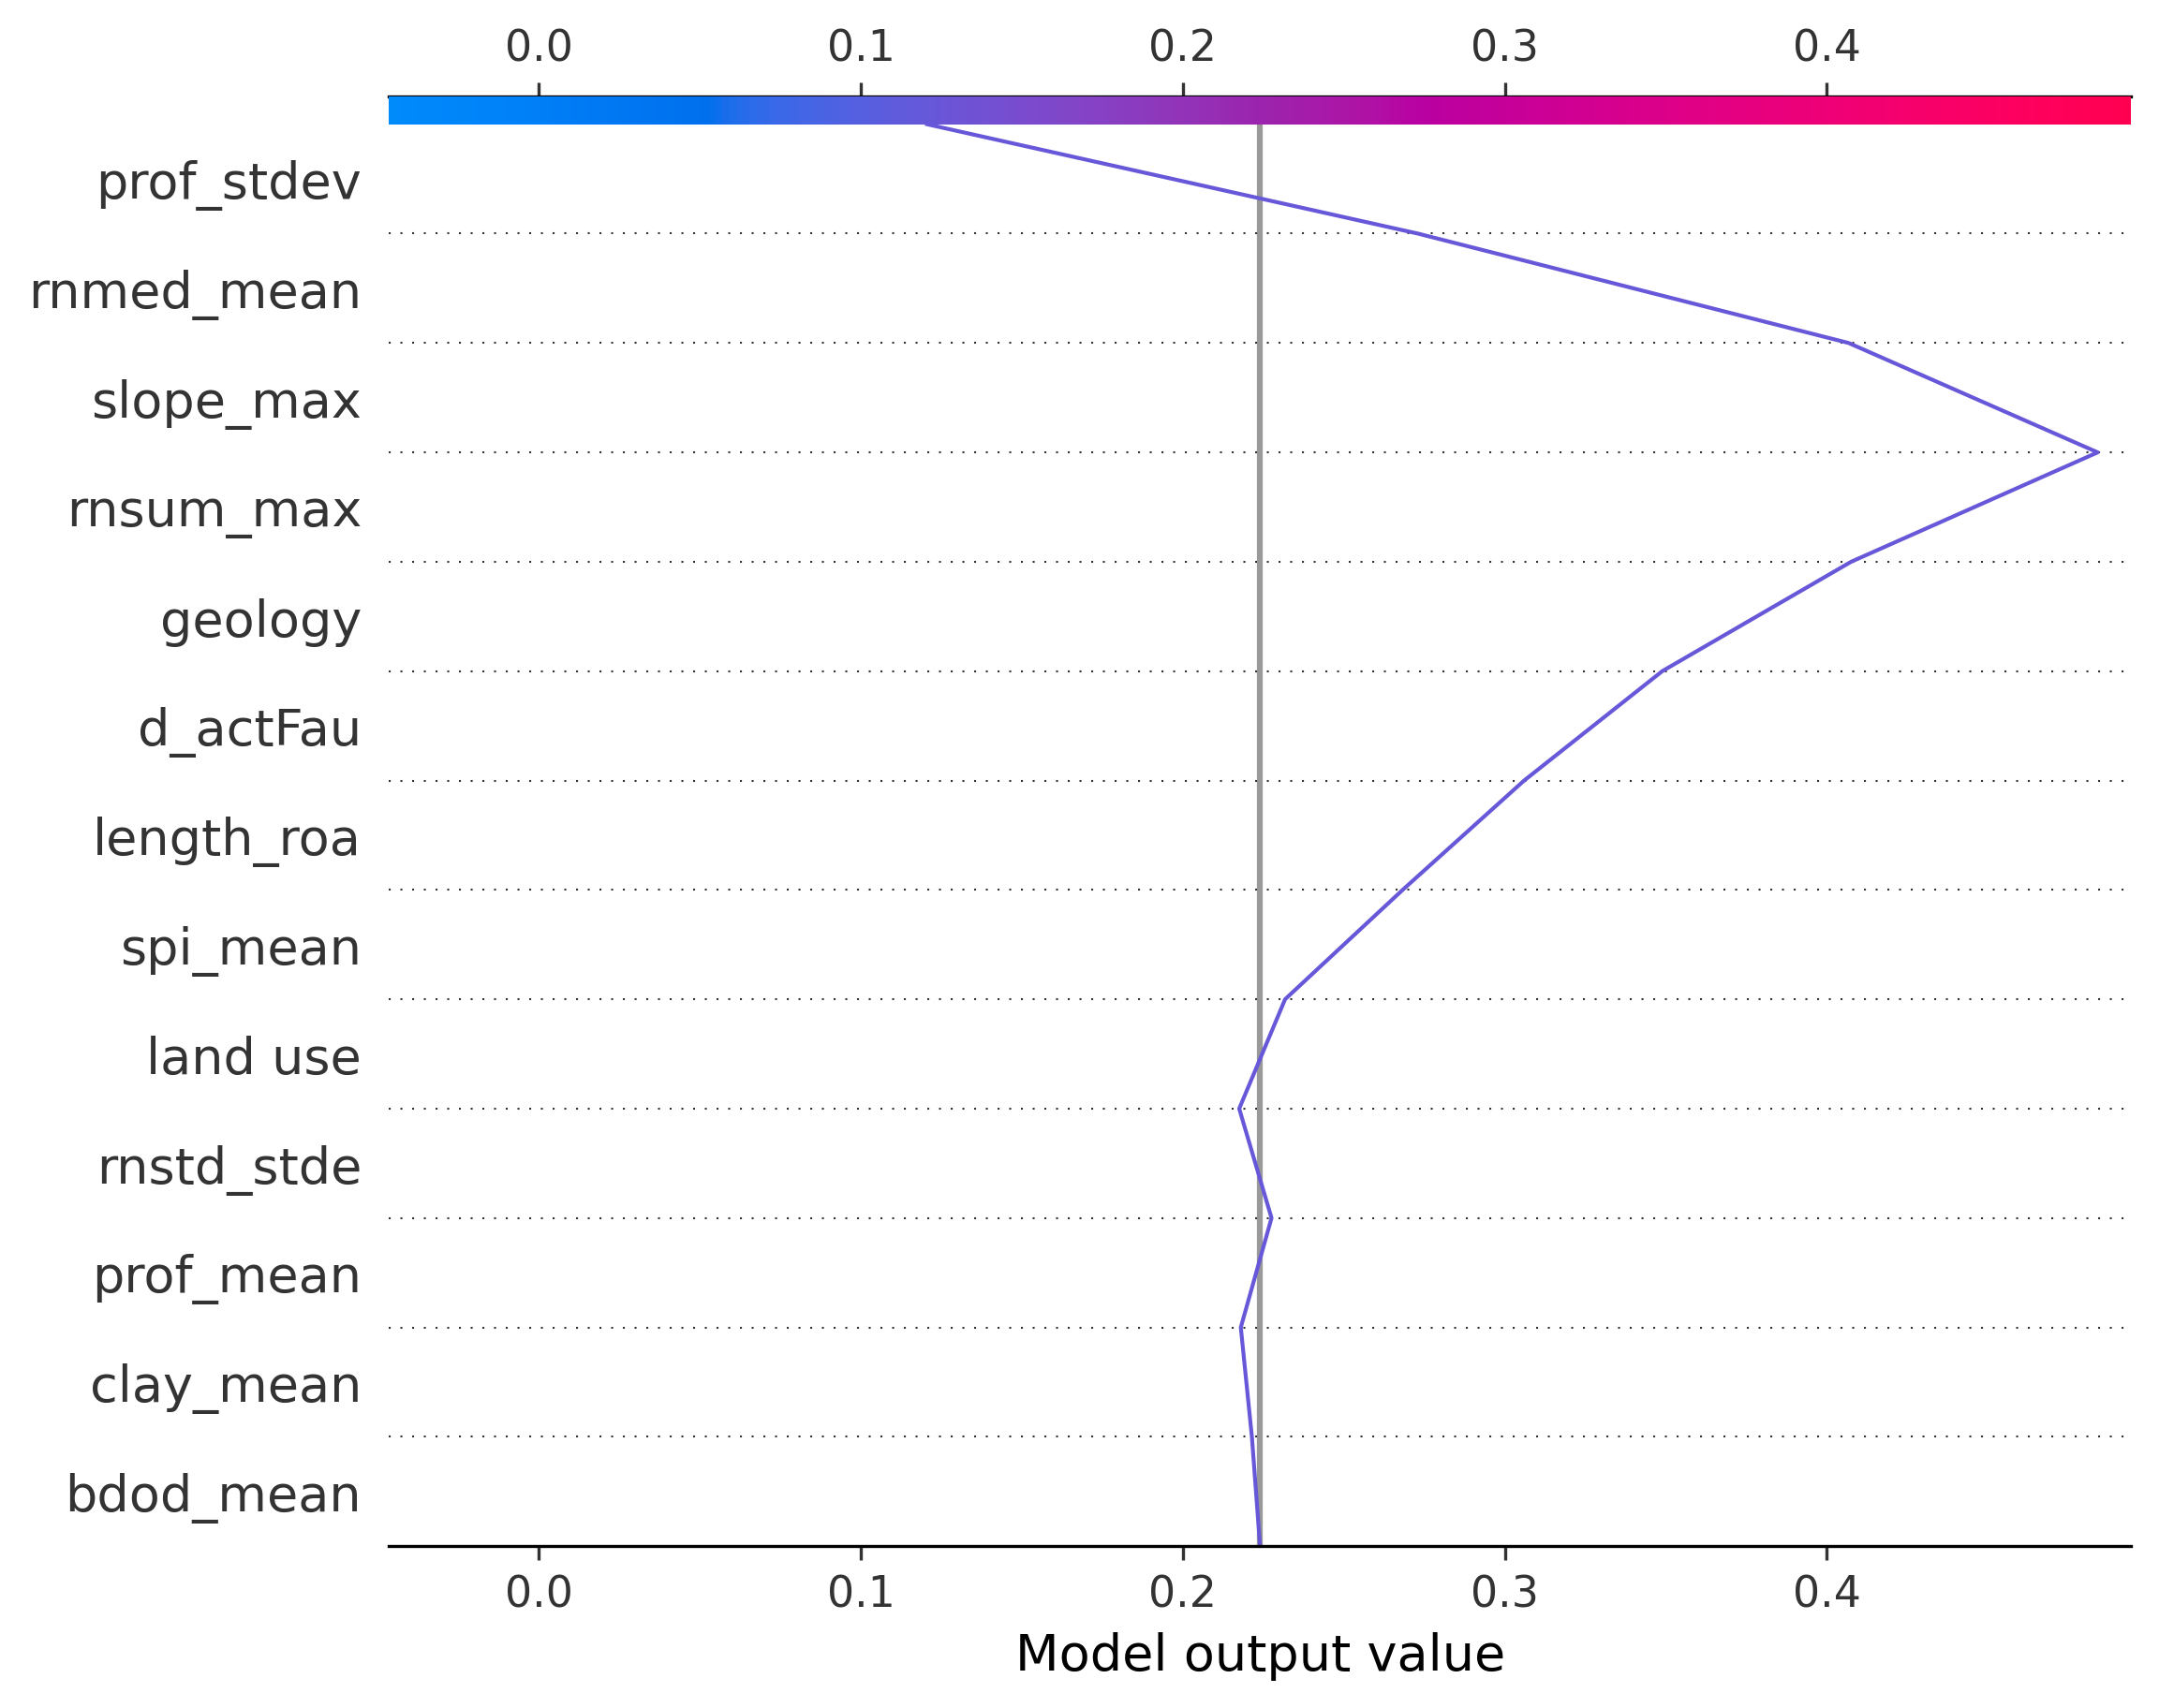 0.0 0.1 0.2 0.3 0.4
prof_stdev
rnmed_mean
slope_max
rnsum_max
geology
d_actFau
length_roa
spi_mean
land use
rnstd_stde
prof_mean
clay_mean
bdod_mean
0.0 0.1 0.2 0.3 0.4
Model output value